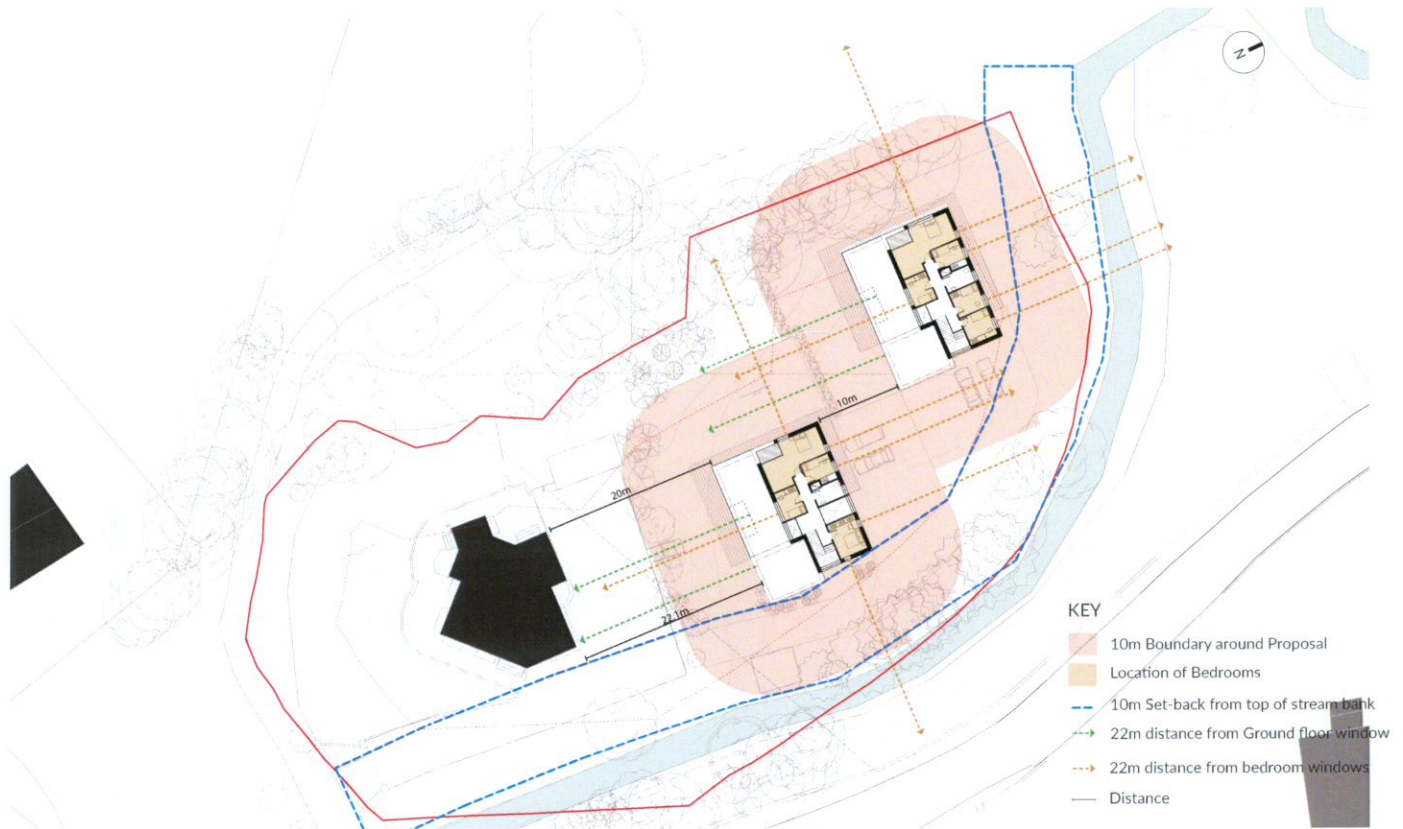 N
10m
20m
22.1m
KEY
10m Boundary around Proposal
Location of Bedrooms
10m Set-back from top of stream bank
22m distance from Ground floor window
22m distance from bedroom windows
Distance